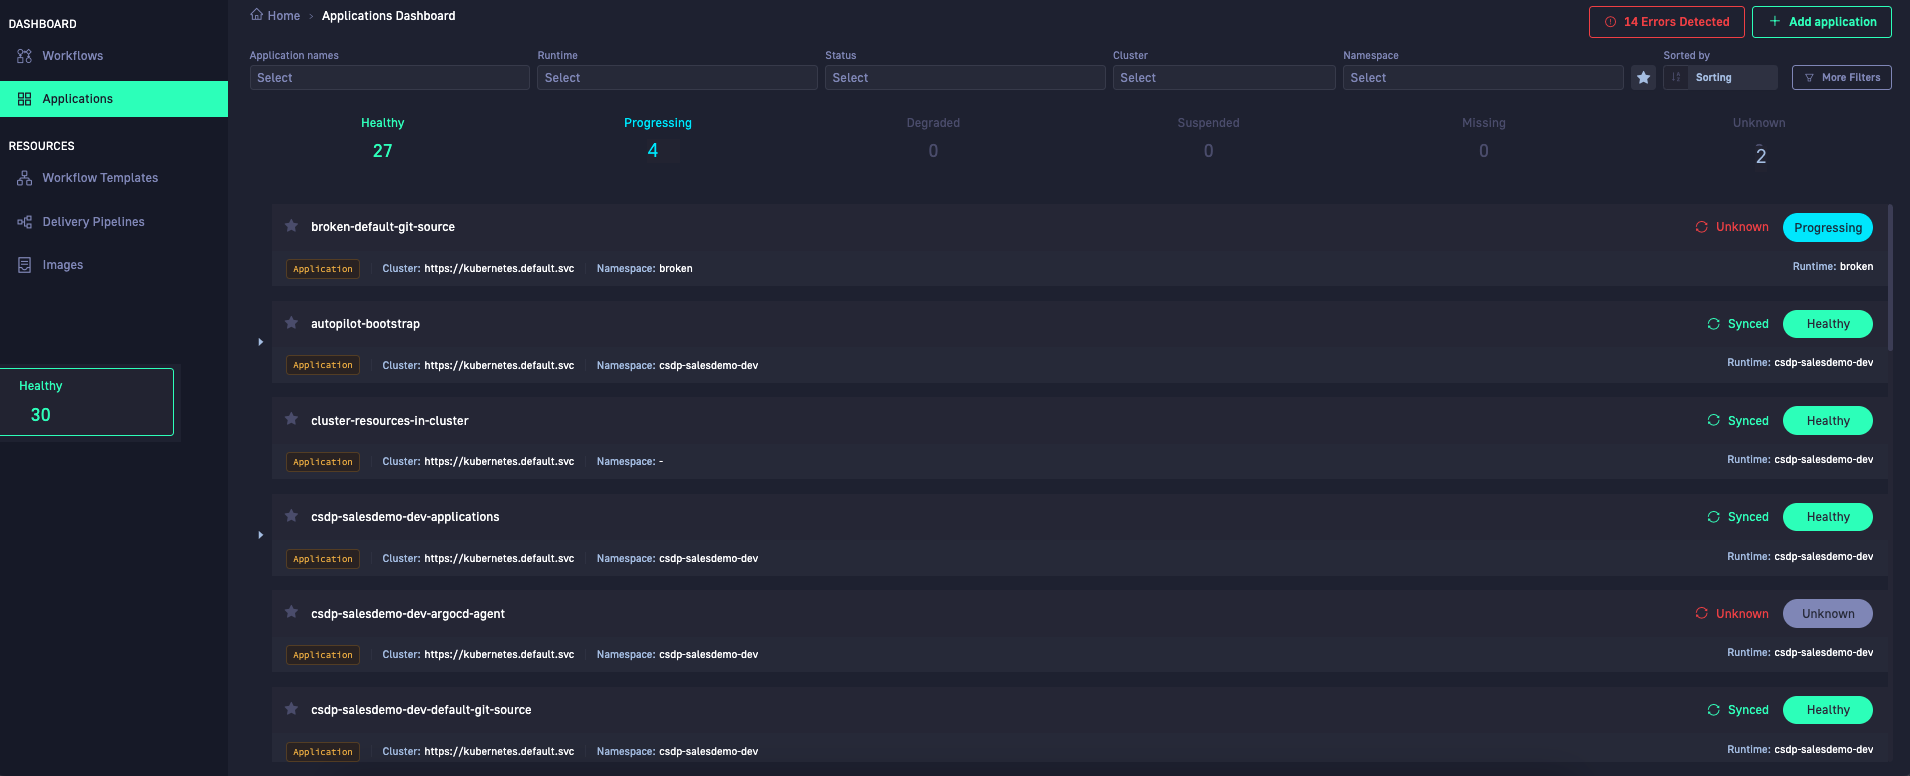 DASHBOARD
Workflows
Applications
RESOURCES
Workflow Templates
Delivery Pipelines
Images
Healthy
30
Home › Applications Dashboard
14 Errors Detected
+ Add application
Application names
Select
Runtime
Select
Status
Select
Cluster
Select
Namespace
Select
Sorted by
Sorting
More Filters
Healthy
27
Progressing
4
Degraded
0
Suspended
0
Missing
0
Unknown
2
broken-default-git-source
Unknown
Progressing
Application
Cluster: https://kubernetes.default.svc
Namespace: broken
Runtime: broken
autopilot-bootstrap
Synced
Healthy
Application
Cluster: https://kubernetes.default.svc
Namespace: csdp-salesdemo-dev
Runtime: csdp-salesdemo-dev
cluster-resources-in-cluster
Synced
Healthy
Application
Cluster: https://kubernetes.default.svc
Namespace: -
Runtime: csdp-salesdemo-dev
csdp-salesdemo-dev-applications
Synced
Healthy
Application
Cluster: https://kubernetes.default.svc
Namespace: csdp-salesdemo-dev
Runtime: csdp-salesdemo-dev
csdp-salesdemo-dev-argocd-agent
Unknown
Unknown
Application
Cluster: https://kubernetes.default.svc
Namespace: csdp-salesdemo-dev
Runtime: csdp-salesdemo-dev
csdp-salesdemo-dev-default-git-source
Synced
Healthy
Application
Cluster: https://kubernetes.default.svc
Namespace: csdp-salesdemo-dev
Runtime: csdp-salesdemo-dev